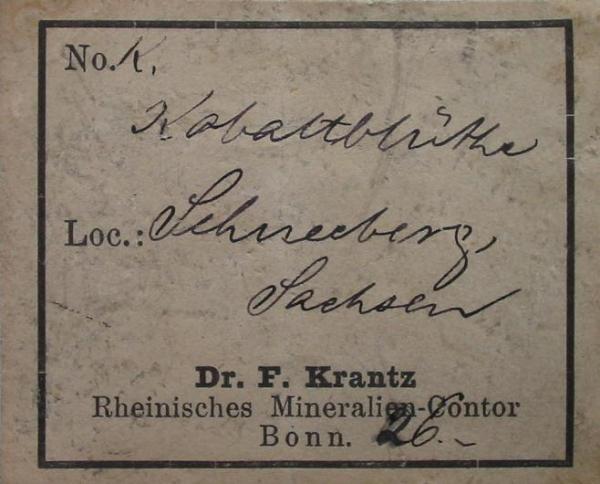 No. K.
Kobaltblüthe
Loc.: Schneeberg,
Sachsen
Dr. F. Krantz
Rheinisches Mineralien-Contor
Bonn. 26.-